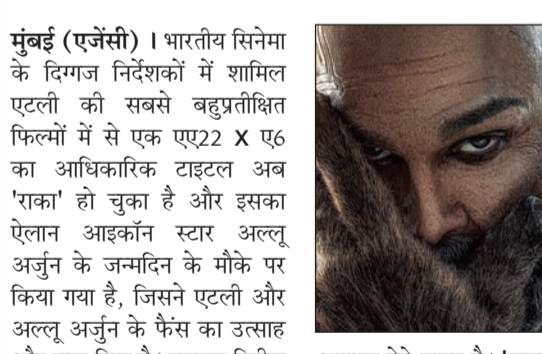 मुंबई (एजेंसी) । भारतीय सिनेमा
के दिग्गज निर्देशकों में शामिल
एटली की सबसे बहुप्रतीक्षित
फिल्मों में से एक एए22 X ए6
का आधिकारिक टाइटल अब
'राका' हो चुका है और इसका
ऐलान आइकॉन स्टार अल्लू
अर्जुन के जन्मदिन के मौके पर
किया गया है, जिसने एटली और
अल्लू अर्जुन के फैंस का उत्साह